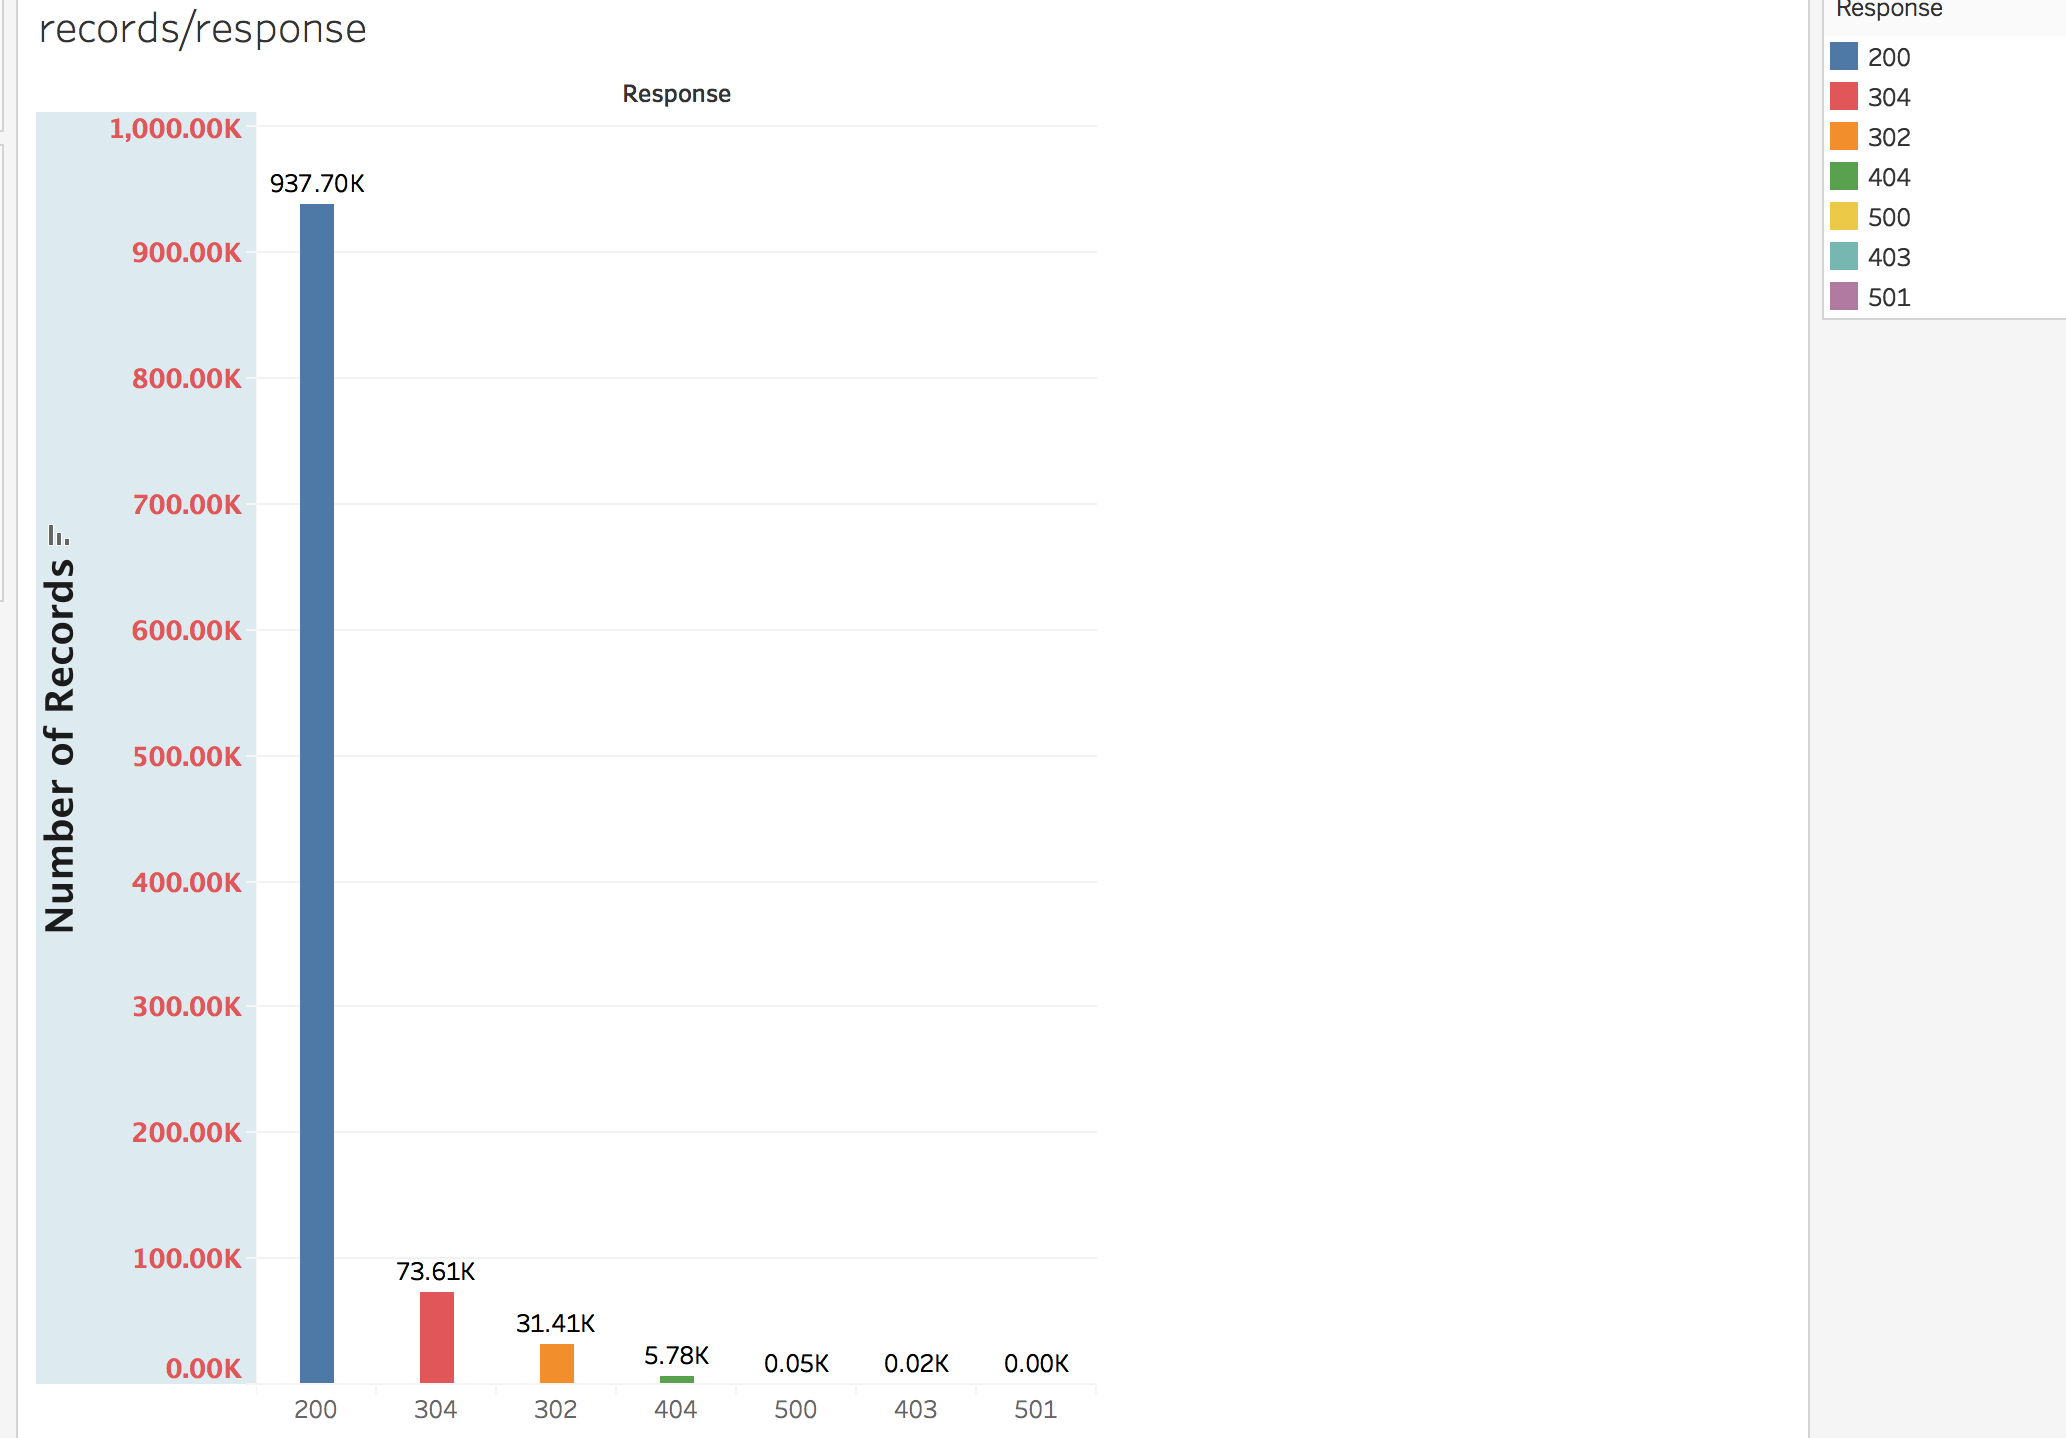 records/response
Response
1,000.00K
900.00K
800.00K
700.00K
600.00K
500.00K
400.00K
300.00K
200.00K
100.00K
0.00K
Number of Records
937.70K
73.61K
31.41K
5.78K
0.05K
0.02K
0.00K
200
304
302
404
500
403
501
Response
200
304
302
404
500
403
501